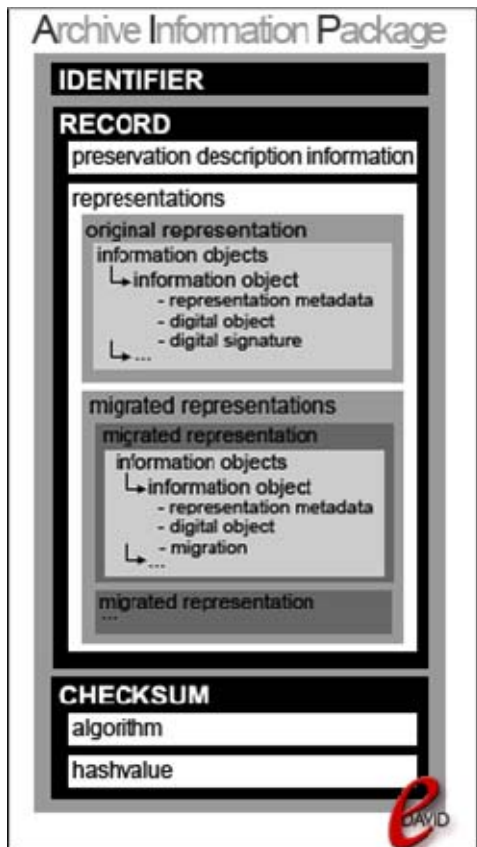 Archive Information Package
IDENTIFIER
RECORD
preservation description information
representations
original representation
information objects
information object
- representation metadata
- digital object
- digital signature
...
migrated representations
migrated representation
information objects
information object
- representation metadata
- digital object
- migration
...
migrated representation
...
CHECKSUM
algorithm
hashvalue
e
DAVID